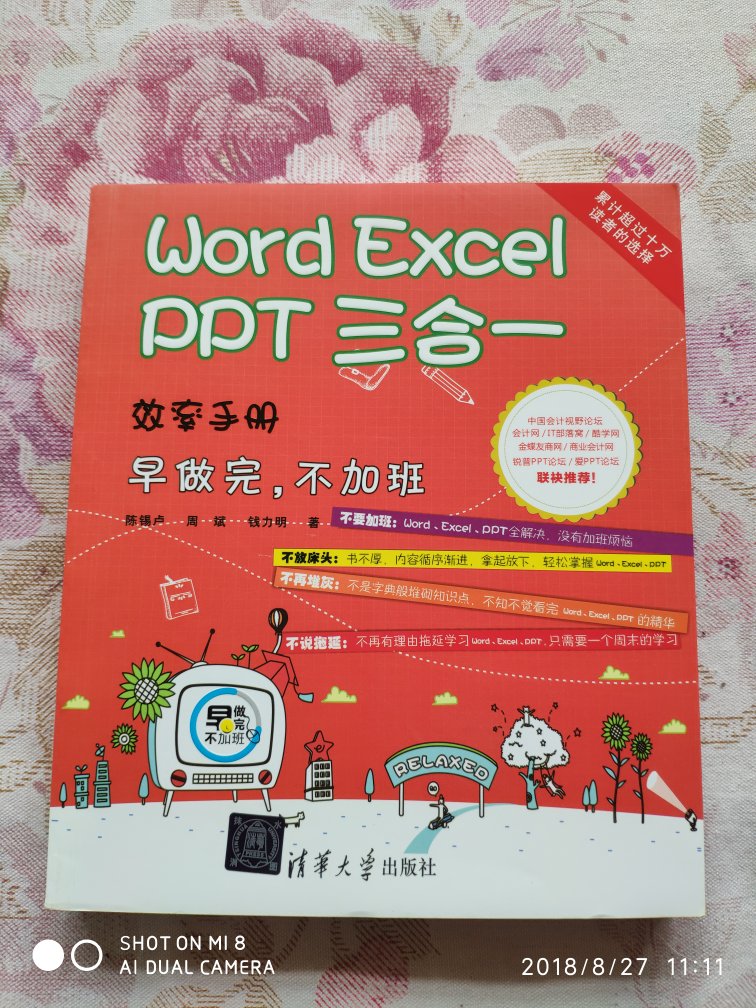 累计超过十万
读者的选择
Word Excel
PPT 三合一
效率手册
早做完，不加班
陈锡卢 周 斌 钱力明 著
中国会计视野论坛
会计网/IT部落窝/酷学网
金蝶友商网/商业会计网
锐普PPT论坛/爱PPT论坛
联袂推荐！
不要加班：Word、Excel、PPT全解决，没有加班烦恼
不放床头：书不厚，内容循序渐进，拿起放下，轻松掌握Word、Excel、PPT
不再堆灰：不是字典般堆砌知识点，不知不觉看完 Word、Excel、PPT 的精华
不说拖延：不再有理由拖延学习Word、Excel、PPT，只需要一个周末的学习
早做完
不加班
RELAXED
GO
清华大学出版社
SHOT ON MI 8
AI DUAL CAMERA
2018/8/27 11:11